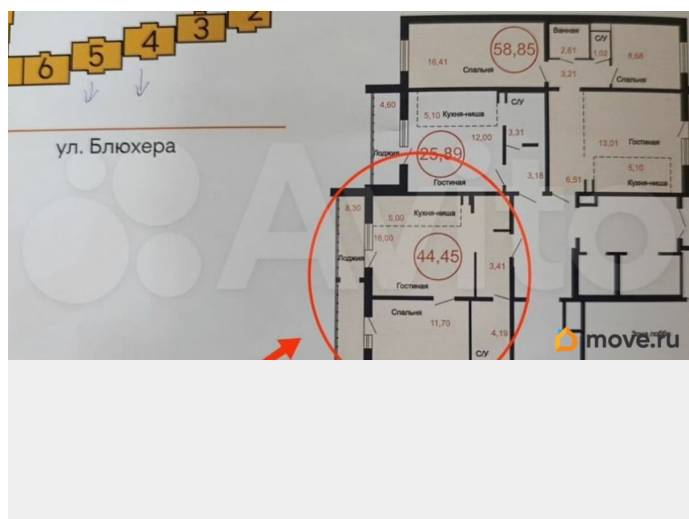 6
5
4
3
2
ул. Блюхера
58,85
16,41
Спальня
Ванная
2,61
С/У
1,02
8,68
Спальня
3,21
4,60
Лоджия
5,10
Кухня-ниша
12,00
25,89
Гостиная
С/У
3,31
3,18
13,01
Гостиная
5,10
Кухня-ниша
6,51
8,30
Лоджия
5,00
Кухня-ниша
16,00
44,45
Гостиная
3,41
Спальня
11,70
4,19
С/У
Зона лобби
Avito
move.ru